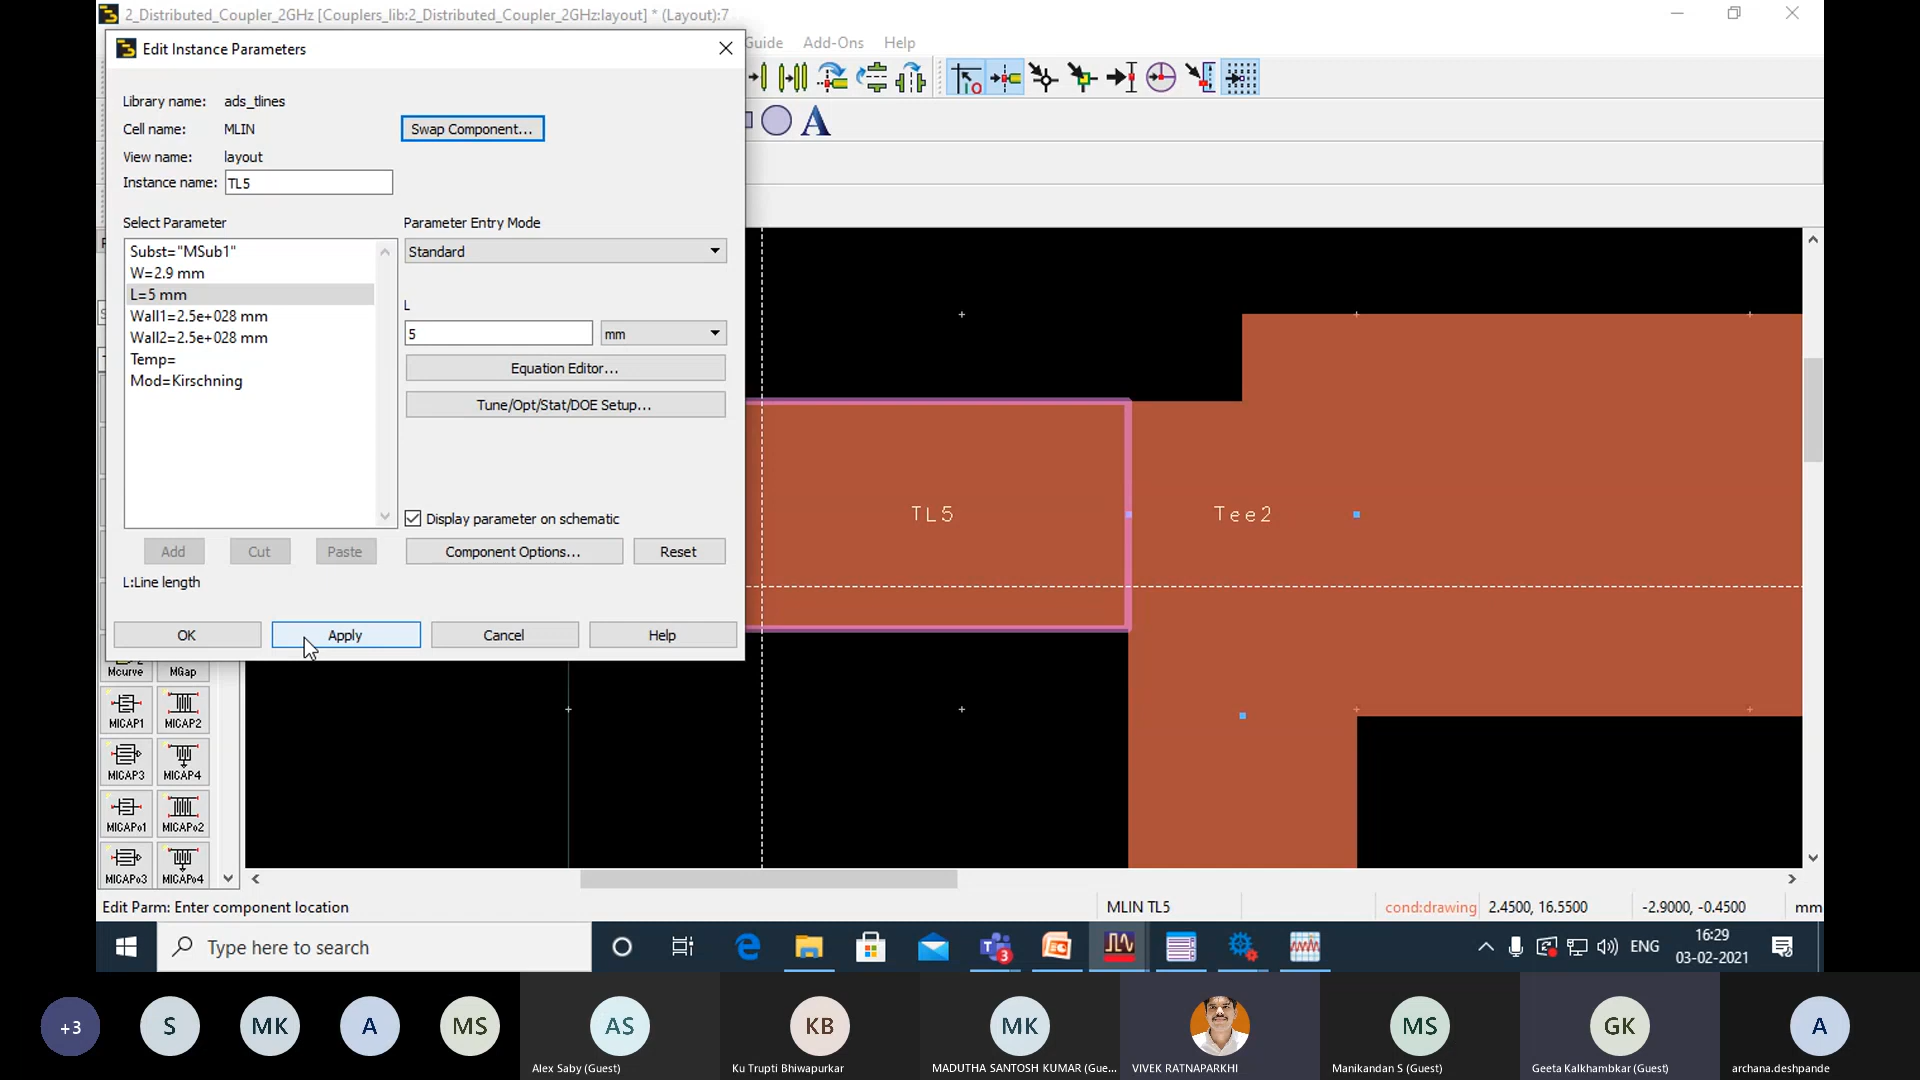 2_Distributed_Coupler_2GHz [Couplers_lib:2_Distributed_Coupler_2GHz:layout] * (Layout):7
Edit Instance Parameters
Guide Add-Ons Help
Library name: ads_tlines
Cell name: MLIN
Swap Component...
View name: layout
Instance name: TL5
Select Parameter
Parameter Entry Mode
Subst="MSub1"
Standard
W=2.9 mm
L=5 mm
L
Wall1=2.5e+028 mm
5 mm
Wall2=2.5e+028 mm
Temp=
Equation Editor...
Mod=Kirschning
Tune/Opt/Stat/DOE Setup...
Display parameter on schematic
Add Cut Paste
Component Options... Reset
L:Line length
OK Apply Cancel Help
TL5
Tee2
Mcurve MGap
MICAP1 MICAP2
MICAP3 MICAP4
MICAPo1 MICAPo2
MICAPo3 MICAPo4
Edit Parm: Enter component location
MLIN TL5
cond:drawing 2.4500, 16.5500 -2.9000, -0.4500 mm
Type here to search
3
ENG
16:29
03-02-2021
+3
S
MK
A
MS
AS
Alex Saby (Guest)
KB
Ku Trupti Bhiwapurkar
MK
MADUTHA SANTOSH KUMAR (Gue...
VIVEK RATNAPARKHI
MS
Manikandan S (Guest)
GK
Geeta Kalkhambkar (Guest)
A
archana.deshpande